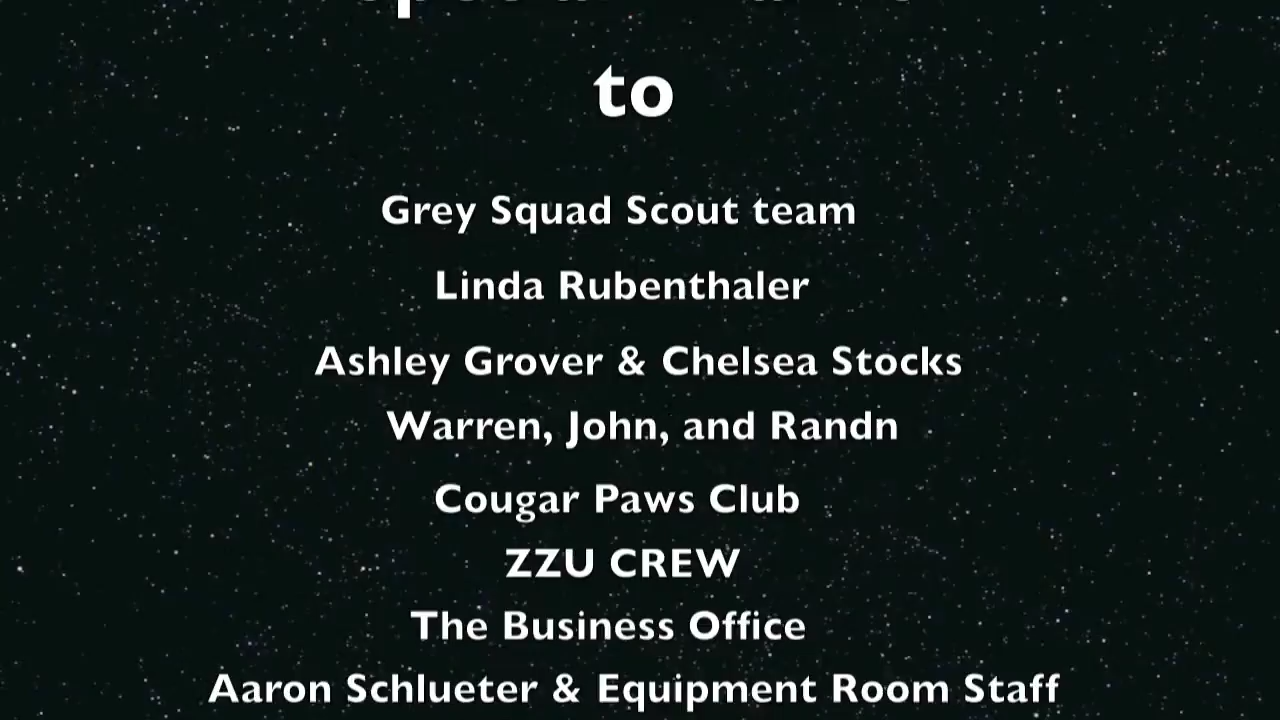 to
Grey Squad Scout team
Linda Rubenthaler
Ashley Grover & Chelsea Stocks
Warren, John, and Randn
Cougar Paws Club
ZZU CREW
The Business Office
Aaron Schlueter & Equipment Room Staff